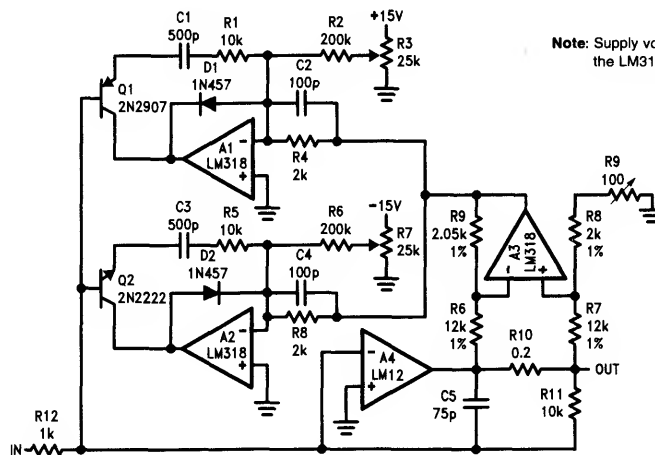 C1
500p
R1
10k
R2
200k
+15V
R3
25k
Note: Supply vo
the LM31
D1
1N457
C2
100p
Q1
2N2907
A1
LM318
-
+
R4
2k
C3
500p
R5
10k
R6
200k
-15V
R7
25k
D2
1N457
C4
100p
Q2
2N2222
A2
LM318
-
+
R8
2k
R9
2.05k
1%
A3
LM318
-
+
R8
2k
1%
R9
100
R6
12k
1%
R7
12k
1%
A4
LM12
-
+
R10
0.2
OUT
C5
75p
R11
10k
R12
1k
IN